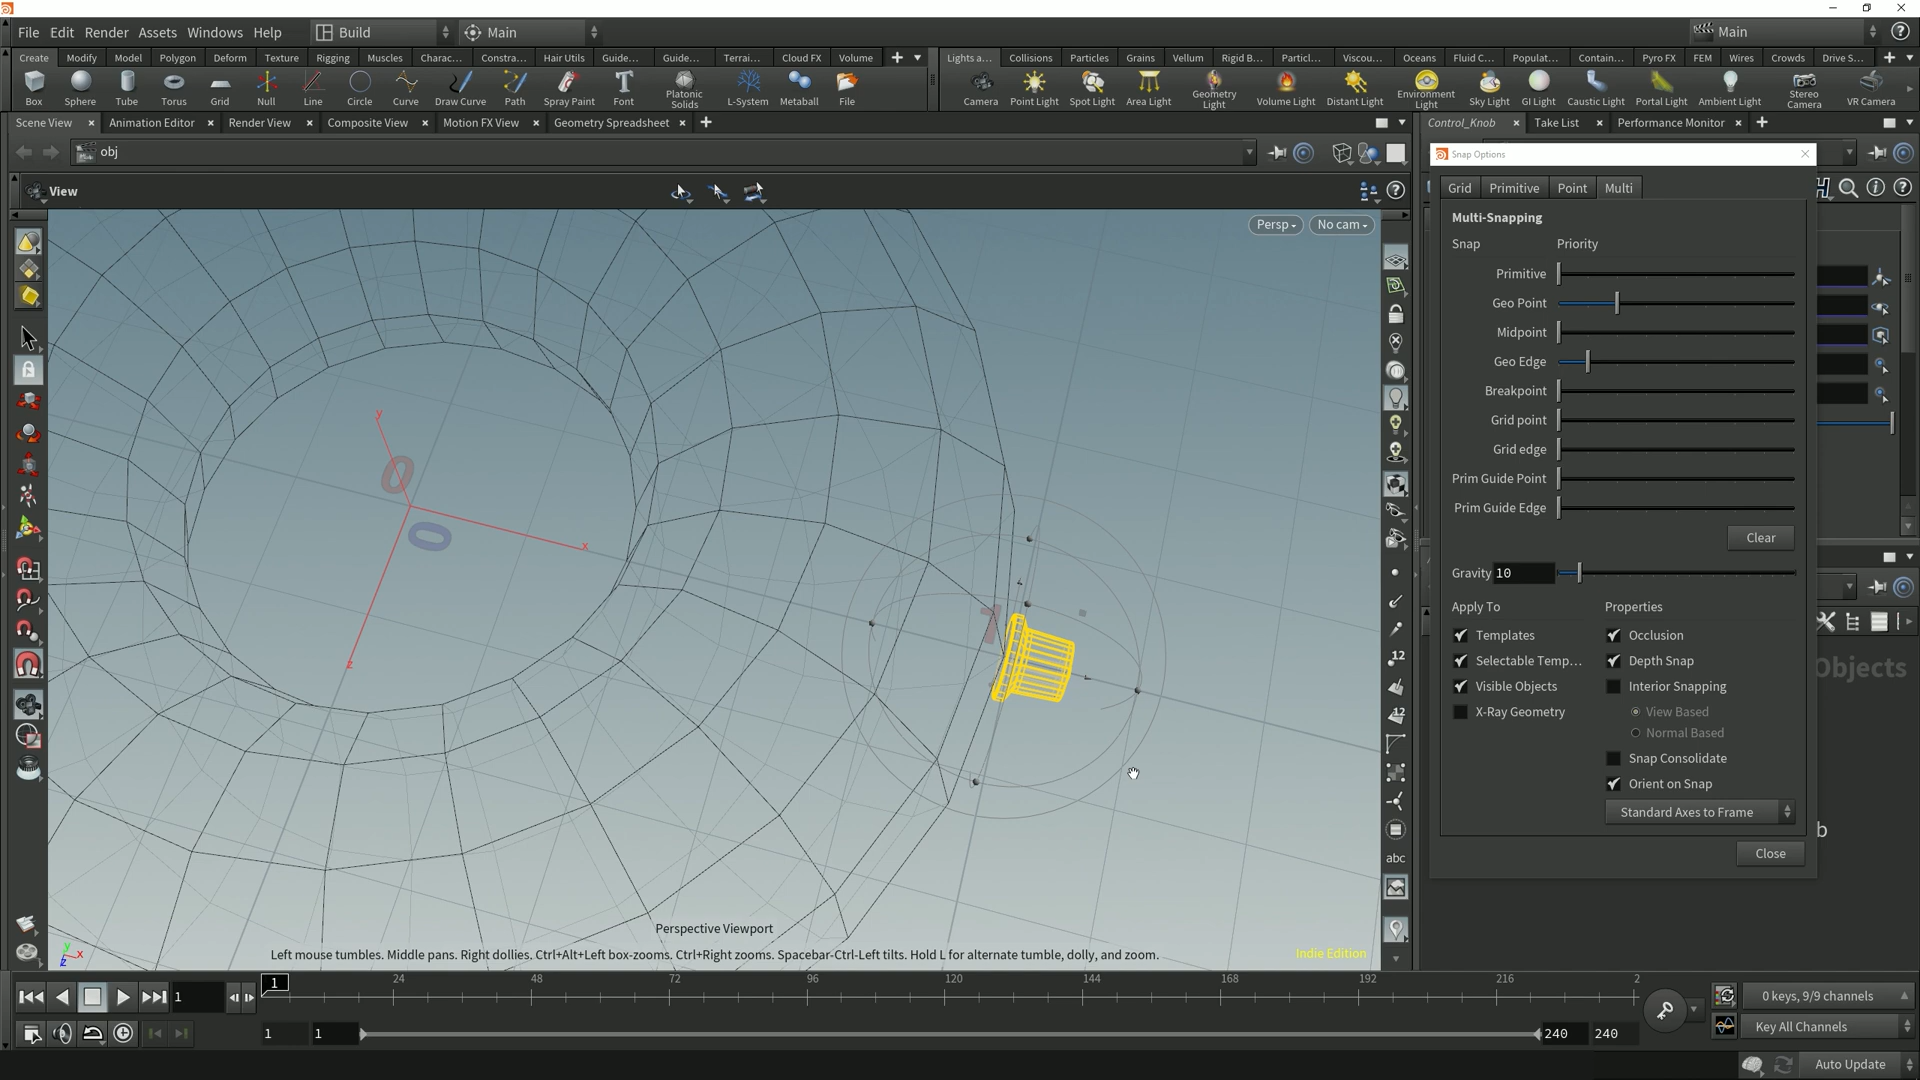 File Edit Render Assets Windows Help Build Main Main
Create Modify Model Polygon Deform Texture Rigging Muscles Charac... Constra... Hair Utils Guide... Guide... Terrai... Cloud FX Volume
Lights a... Collisions Particles Grains Vellum Rigid B... Particl... Viscou... Oceans Fluid C... Populat... Contain... Pyro FX FEM Wires Crowds Drive S...
Box Sphere Tube Torus Grid Null Line Circle Curve Draw Curve Path Spray Paint Font Platonic Solids L-System Metaball File
Camera Point Light Spot Light Area Light Geometry Light Volume Light Distant Light Environment Light Sky Light GI Light Caustic Light Portal Light Ambient Light Stereo Camera VR Camera
Scene View Animation Editor Render View Composite View Motion FX View Geometry Spreadsheet
Control_Knob Take List Performance Monitor
obj
Snap Options
View
Grid Primitive Point Multi
Persp No cam
Multi-Snapping
Snap Priority
Primitive
Geo Point
Midpoint
Geo Edge
Breakpoint
Grid point
Grid edge
Prim Guide Point
Prim Guide Edge
Clear
Gravity 10
Apply To Properties
Templates Occlusion
Selectable Temp... Depth Snap
Visible Objects Interior Snapping
X-Ray Geometry View Based
Normal Based
Snap Consolidate
Orient on Snap
Standard Axes to Frame
Close
Objects
b
y
x
z
0
0
12
12
abc
y
x
z
Perspective Viewport
Left mouse tumbles. Middle pans. Right dollies. Ctrl+Alt+Left box-zooms. Ctrl+Right zooms. Spacebar-Ctrl-Left tilts. Hold L for alternate tumble, dolly, and zoom.
Indie Edition
1 1 24 48 72 96 120 144 168 192 216 2
0 keys, 9/9 channels
1 1 240 240
Key All Channels
Auto Update